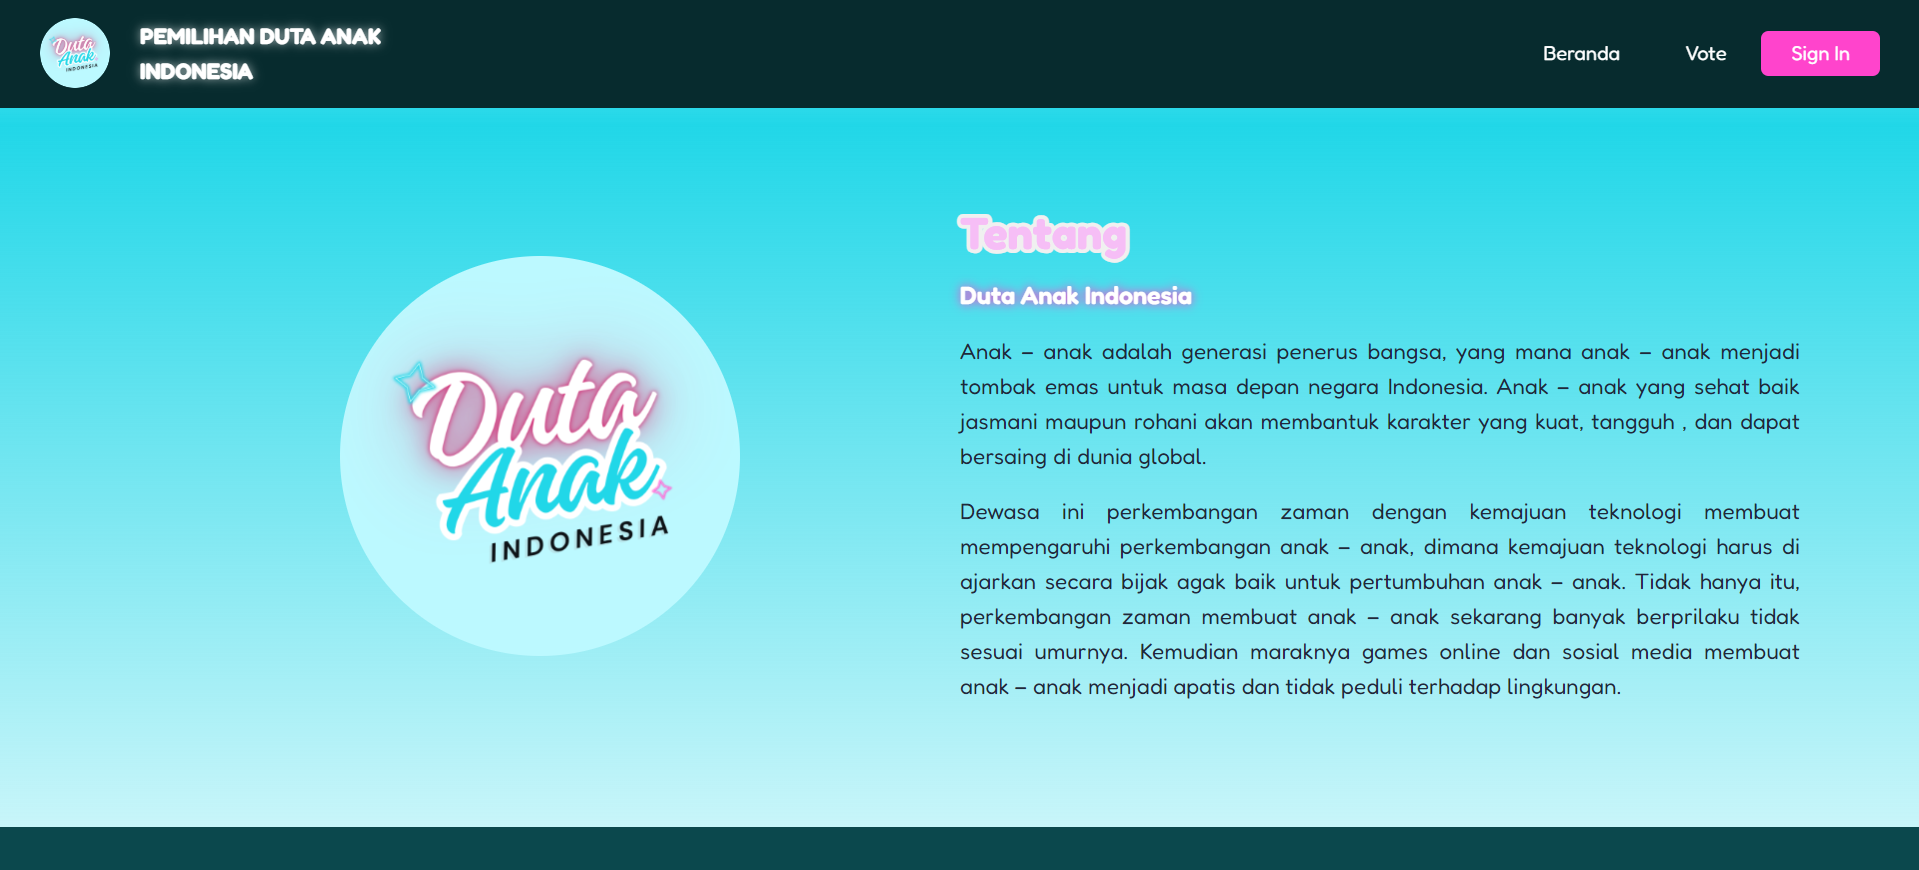 Duta
Anak
INDONESIA
PEMILIHAN DUTA ANAK
INDONESIA
Beranda
Vote
Sign In
Duta
Anak
INDONESIA
Tentang
Duta Anak Indonesia
Anak – anak adalah generasi penerus bangsa, yang mana anak – anak menjadi
tombak emas untuk masa depan negara Indonesia. Anak – anak yang sehat baik
jasmani maupun rohani akan membantuk karakter yang kuat, tangguh , dan dapat
bersaing di dunia global.
Dewasa ini perkembangan zaman dengan kemajuan teknologi membuat
mempengaruhi perkembangan anak – anak, dimana kemajuan teknologi harus di
ajarkan secara bijak agak baik untuk pertumbuhan anak – anak. Tidak hanya itu,
perkembangan zaman membuat anak – anak sekarang banyak berprilaku tidak
sesuai umurnya. Kemudian maraknya games online dan sosial media membuat
anak – anak menjadi apatis dan tidak peduli terhadap lingkungan.